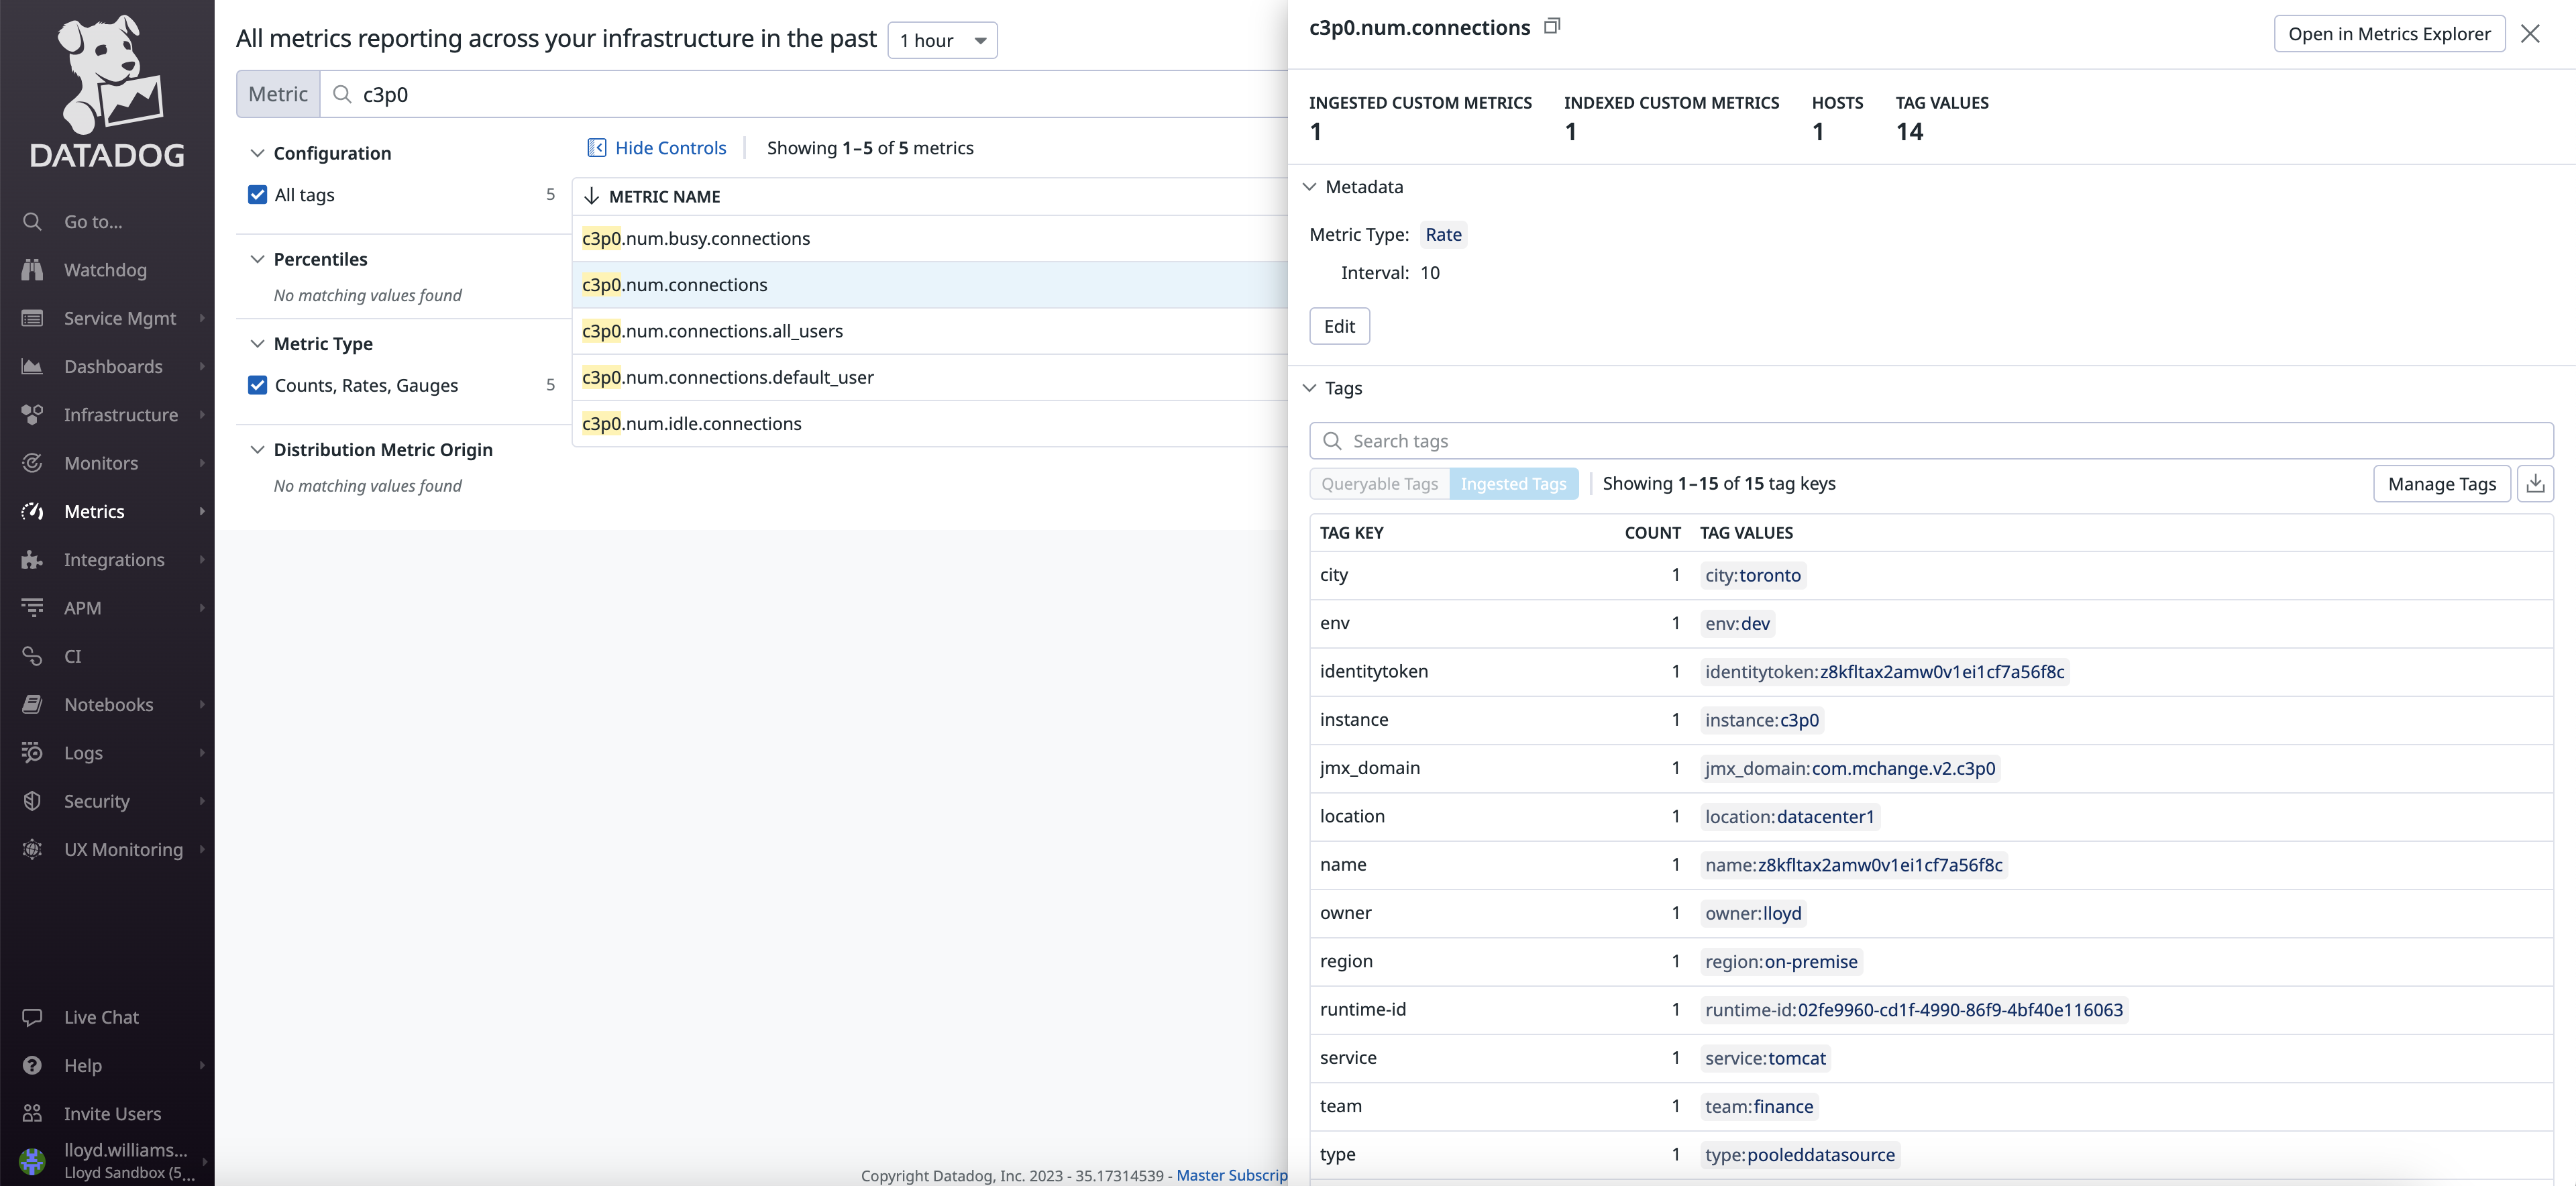 DATADOG
Go to...
Watchdog
Service Mgmt
Dashboards
Infrastructure
Monitors
Metrics
Integrations
APM
CI
Notebooks
Logs
Security
UX Monitoring
Live Chat
Help
Invite Users
lloyd.williams...
Lloyd Sandbox (5...
All metrics reporting across your infrastructure in the past 1 hour
Metric c3p0
Configuration
All tags 5
Percentiles
No matching values found
Metric Type
Counts, Rates, Gauges 5
Distribution Metric Origin
No matching values found
Hide Controls Showing 1–5 of 5 metrics
METRIC NAME
c3p0.num.busy.connections
c3p0.num.connections
c3p0.num.connections.all_users
c3p0.num.connections.default_user
c3p0.num.idle.connections
Copyright Datadog, Inc. 2023 - 35.17314539 - Master Subscrip
c3p0.num.connections
Open in Metrics Explorer
INGESTED CUSTOM METRICS INDEXED CUSTOM METRICS HOSTS TAG VALUES
1 1 1 14
Metadata
Metric Type: Rate
Interval: 10
Edit
Tags
Search tags
Queryable Tags Ingested Tags Showing 1–15 of 15 tag keys Manage Tags
TAG KEY COUNT TAG VALUES
city 1 city:toronto
env 1 env:dev
identitytoken 1 identitytoken:z8kfltax2amw0v1ei1cf7a56f8c
instance 1 instance:c3p0
jmx_domain 1 jmx_domain:com.mchange.v2.c3p0
location 1 location:datacenter1
name 1 name:z8kfltax2amw0v1ei1cf7a56f8c
owner 1 owner:lloyd
region 1 region:on-premise
runtime-id 1 runtime-id:02fe9960-cd1f-4990-86f9-4bf40e116063
service 1 service:tomcat
team 1 team:finance
type 1 type:pooleddatasource